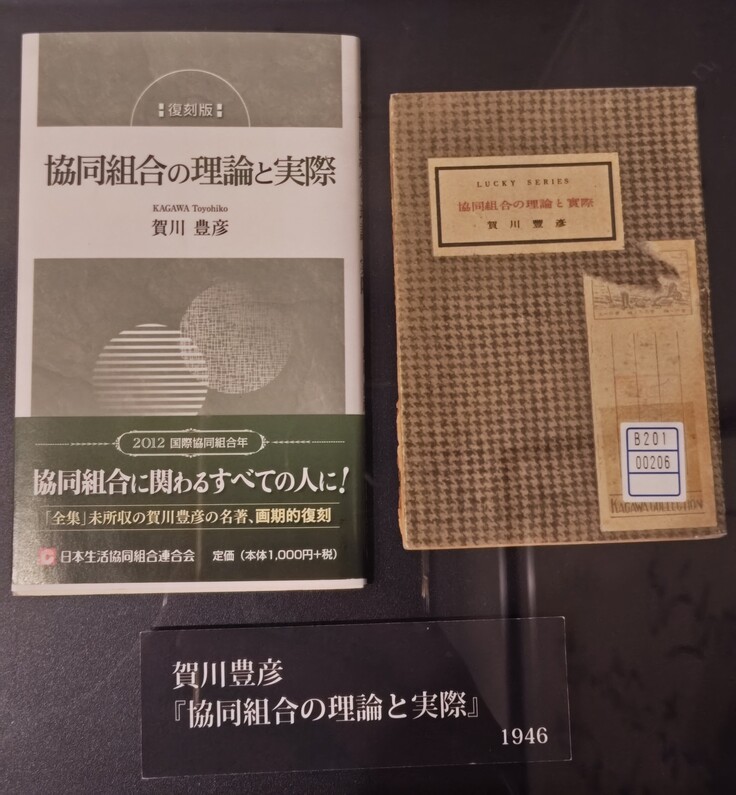 復刻版
協同組合の理論と実際
KAGAWA Toyohiko
賀川 豊彦
2012 国際協同組合年
協同組合に関わるすべての人に!
「全集」未所収の賀川豊彦の名著、画期的復刻
日本生活協同組合連合会 定価(本体1,000円+税)
LUCKY SERIES
協同組合の理論と實際
賀川豐彦
B201
00206
KAGAWA COLLECTION
賀川豊彦
『協同組合の理論と実際』
1946